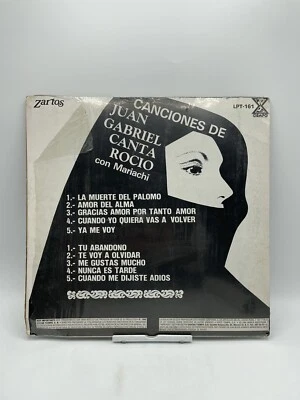 Zartos
CANCIONES DE
LPT-161
JUAN
GABRIEL
CANTA
ROCIO
con Mariachi
1.- LA MUERTE DEL PALOMO
2.- AMOR DEL ALMA
3.- GRACIAS AMOR POR TANTO AMOR
4.- CUANDO YO QUIERA VAS A VOLVER
5.- YA ME VOY
1.- TU ABANDONO
2.- TE VOY A OLVIDAR
3.- ME GUSTAS MUCHO
4.- NUNCA ES TARDE
5.- CUANDO ME DIJISTE ADIOS